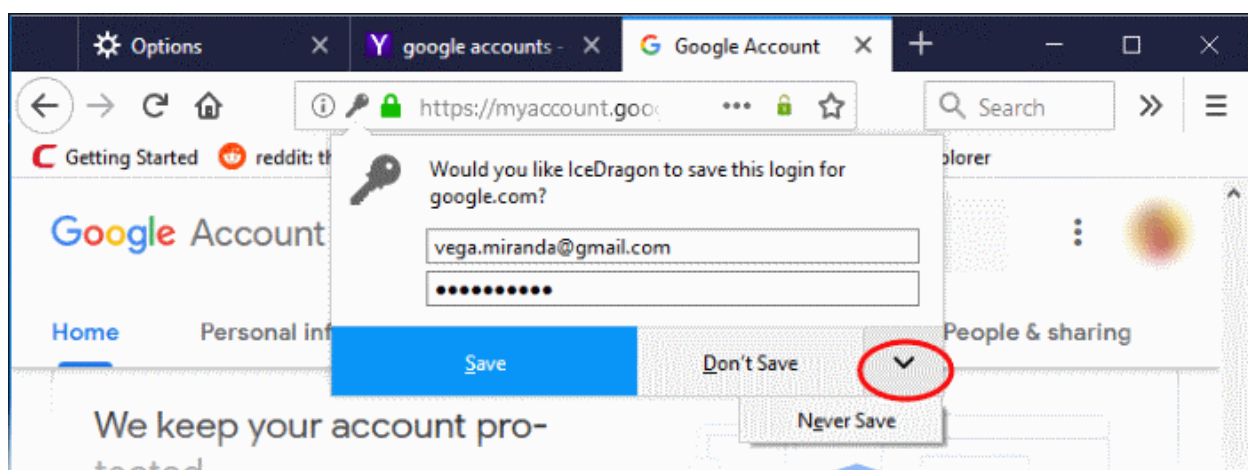 Options
google accounts -
Google Account
https://myaccount.goo
Search
Getting Started
reddit: th
plorer
Would you like IceDragon to save this login for
google.com?
vega.miranda@gmail.com
••••••••••
Google Account
Home
Personal inf
People & sharing
Save
Don't Save
Never Save
We keep your account pro-
tected